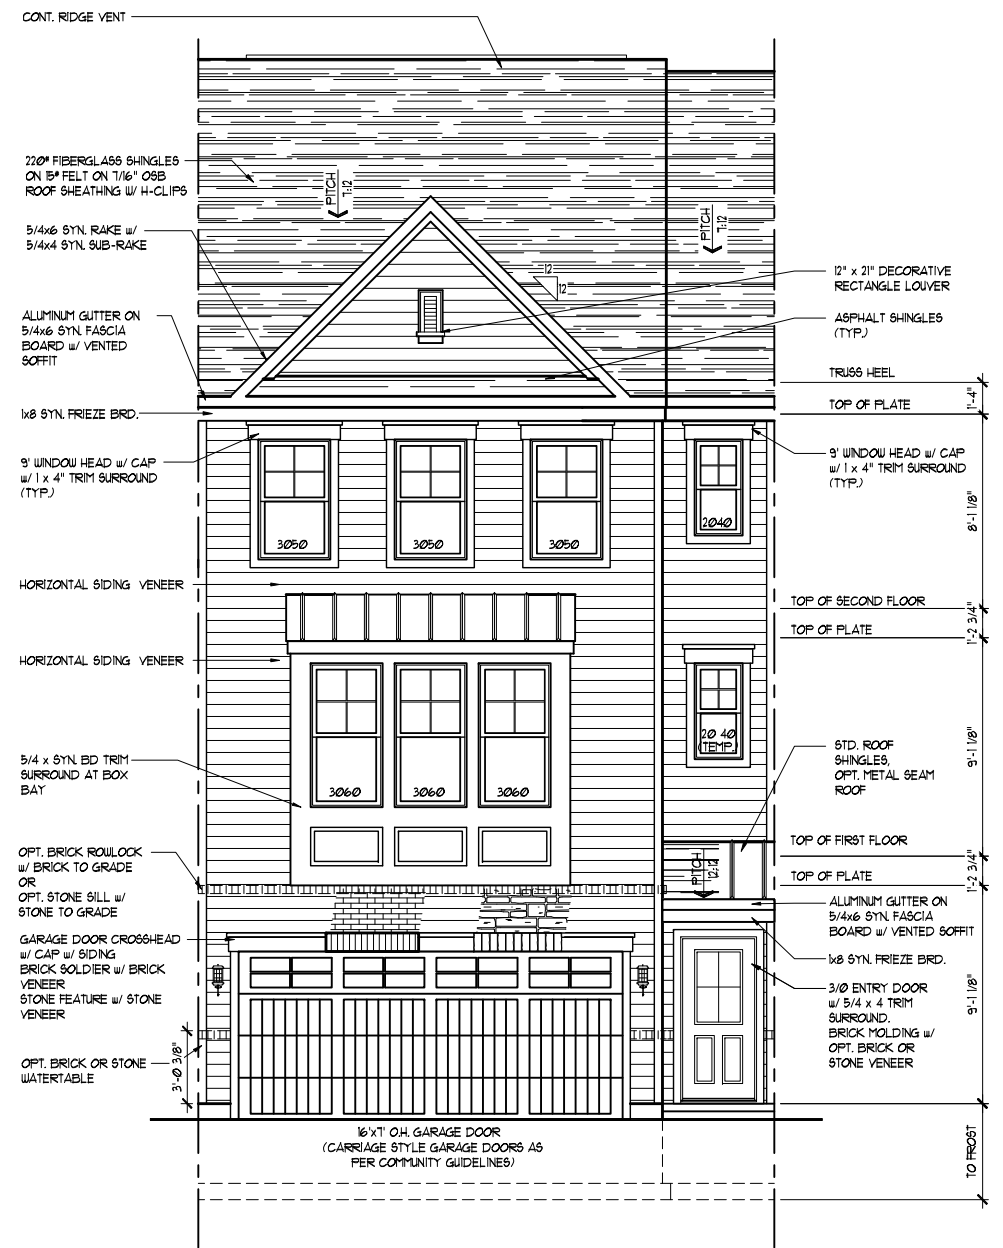 CONT. RIDGE VENT
220# FIBERGLASS SHINGLES
ON 15# FELT ON 7/16" OSB
ROOF SHEATHING W/ H-CLIPS
PITCH
7:12
PITCH
7:12
5/4x6 SYN. RAKE w/
5/4x4 SYN. SUB-RAKE
12
12
12" x 21" DECORATIVE
RECTANGLE LOUVER
ALUMINUM GUTTER ON
5/4x6 SYN. FASCIA
BOARD w/ VENTED
SOFFIT
ASPHALT SHINGLES
(TYP.)
TRUSS HEEL
1'-4"
TOP OF PLATE
1x8 SYN. FRIEZE BRD.
9' WINDOW HEAD w/ CAP
w/ 1 x 4" TRIM SURROUND
(TYP.)
9' WINDOW HEAD w/ CAP
w/ 1 x 4" TRIM SURROUND
(TYP.)
3050
3050
3050
2040
8'-1 1/8"
HORIZONTAL SIDING VENEER
TOP OF SECOND FLOOR
1'-2 3/4"
TOP OF PLATE
HORIZONTAL SIDING VENEER
20 40
(TEMP.)
9'-1 1/8"
5/4 x SYN. BD TRIM
SURROUND AT BOX
BAY
3060
3060
3060
STD. ROOF
SHINGLES,
OPT. METAL SEAM
ROOF
TOP OF FIRST FLOOR
1'-2 3/4"
TOP OF PLATE
PITCH
12:12
OPT. BRICK ROWLOCK
w/ BRICK TO GRADE
OR
OPT. STONE SILL w/
STONE TO GRADE
ALUMINUM GUTTER ON
5/4x6 SYN. FASCIA
BOARD w/ VENTED SOFFIT
GARAGE DOOR CROSSHEAD
w/ CAP w/ SIDING
BRICK SOLDIER w/ BRICK
VENEER
STONE FEATURE w/ STONE
VENEER
1x8 SYN. FRIEZE BRD.
3/0 ENTRY DOOR
w/ 5/4 x 4 TRIM
SURROUND.
BRICK MOLDING w/
OPT. BRICK OR
STONE VENEER
9'-1 1/8"
OPT. BRICK OR STONE
WATERTABLE
3'-0 3/8"
16'x7' O.H. GARAGE DOOR
(CARRIAGE STYLE GARAGE DOORS AS
PER COMMUNITY GUIDELINES)
TO FROST